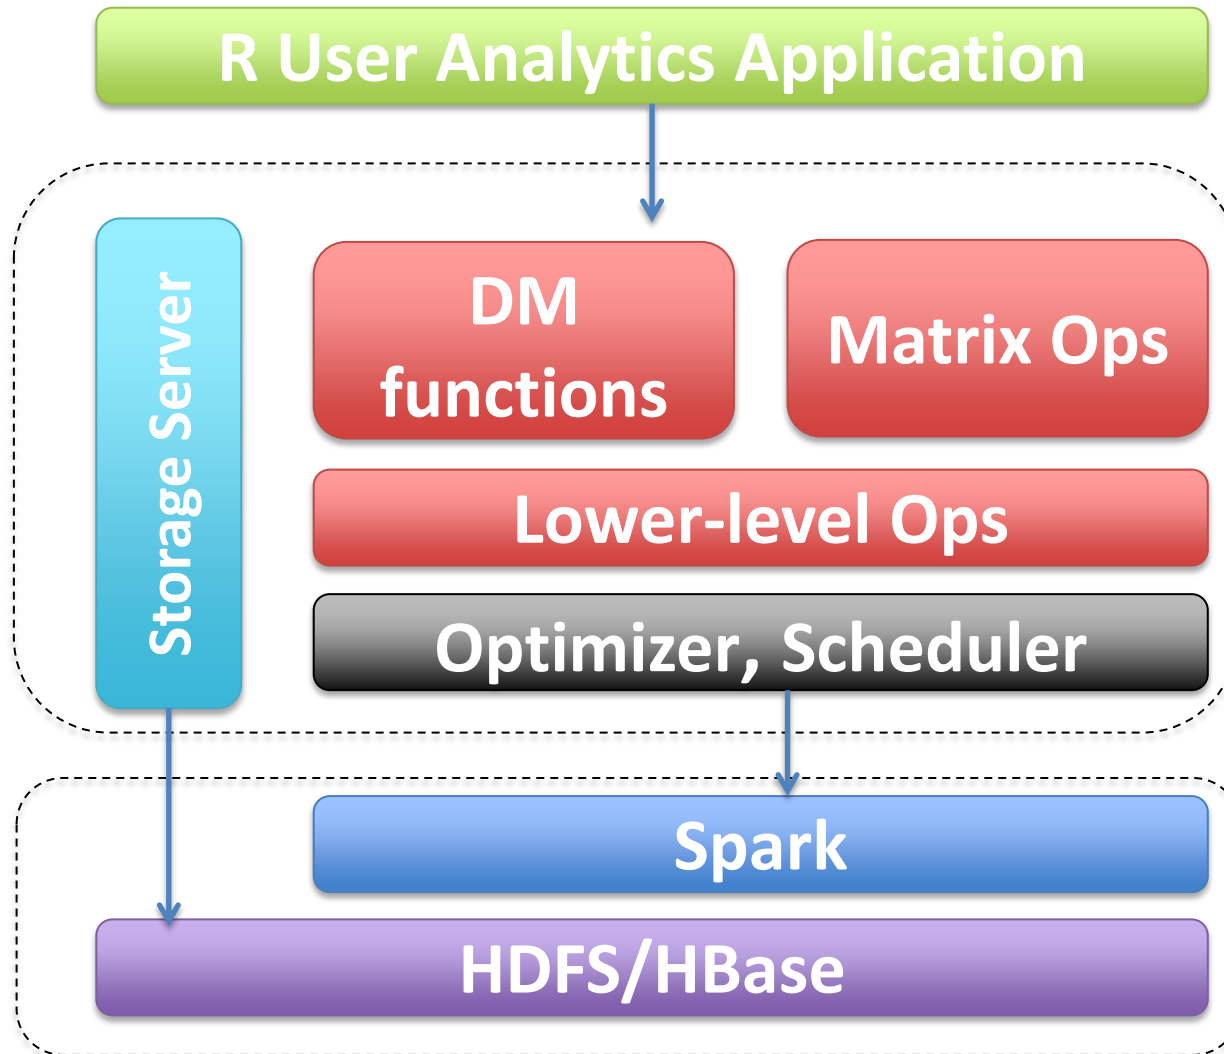 R User Analytics Application
Storage Server
DM
functions
Matrix Ops
Lower-level Ops
Optimizer, Scheduler
Spark
HDFS/HBase